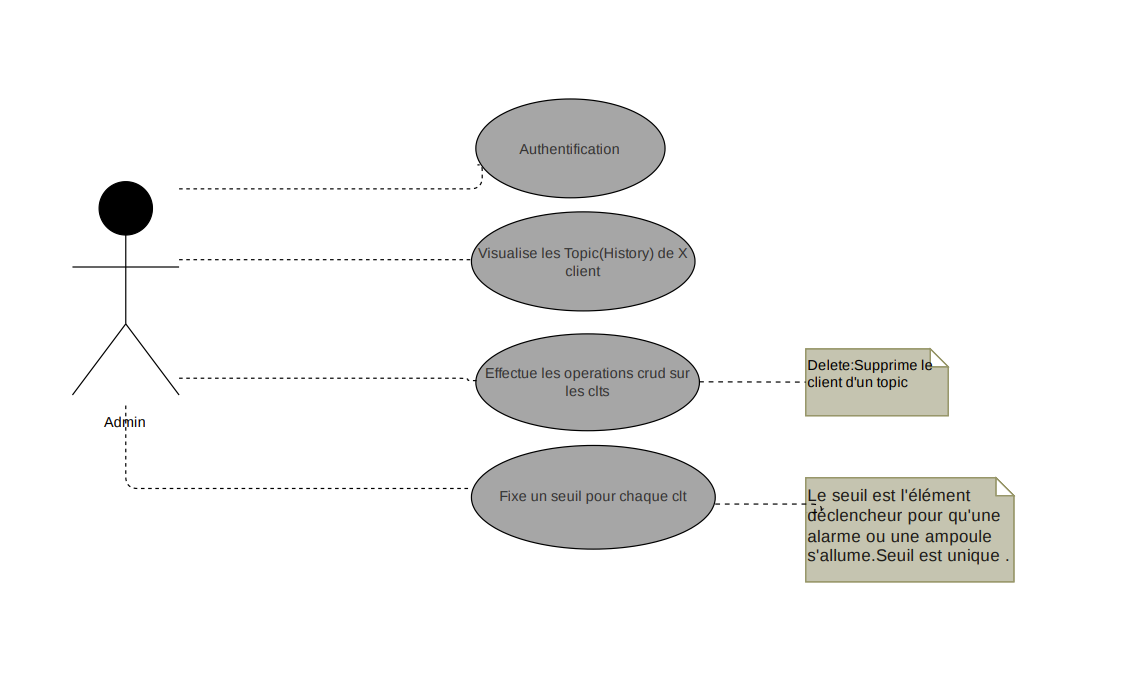 Authentification
Visualise les Topic(History) de X
client
Effectue les operations crud sur
les clts
Delete:Supprime le
client d'un topic
Admin
Fixe un seuil pour chaque clt
Le seuil est l'élément
déclencheur pour qu'une
alarme ou une ampoule
s'allume.Seuil est unique .